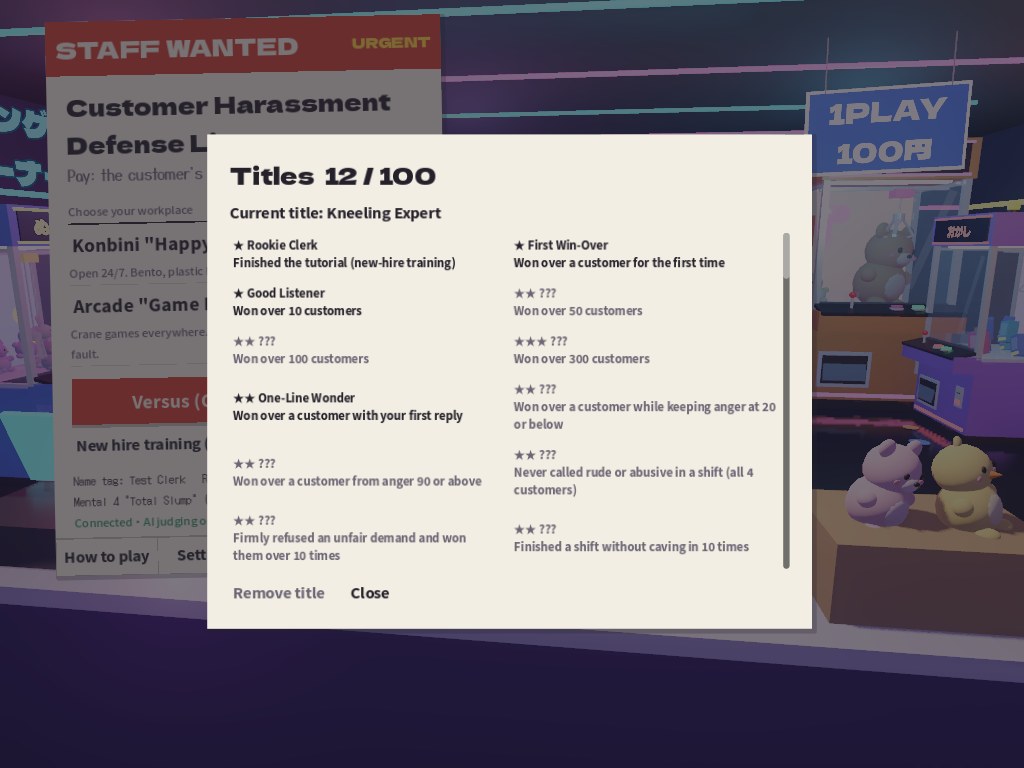 STAFF WANTED
URGENT
Customer Harassment
Defense L
Pay: the customer's
Choose your workplace
Konbini "Happy
Open 24/7. Bento, plastic
Arcade "Game
Crane games everywhere.
fault.
Versus (
New hire training (
Name tag: Test Clerk
Mental 4 "Total Slump"
Connected · AI judging o
How to play
Sett
1PLAY
100円
Titles 12 / 100
Current title: Kneeling Expert
★ Rookie Clerk
Finished the tutorial (new-hire training)
★ First Win-Over
Won over a customer for the first time
★ Good Listener
Won over 10 customers
★★ ???
Won over 50 customers
★★ ???
Won over 100 customers
★★★ ???
Won over 300 customers
★★ One-Line Wonder
Won over a customer with your first reply
★★ ???
Won over a customer while keeping anger at 20
or below
★★ ???
Won over a customer from anger 90 or above
★★ ???
Never called rude or abusive in a shift (all 4
customers)
★★ ???
Firmly refused an unfair demand and won
them over 10 times
★★ ???
Finished a shift without caving in 10 times
Remove title
Close